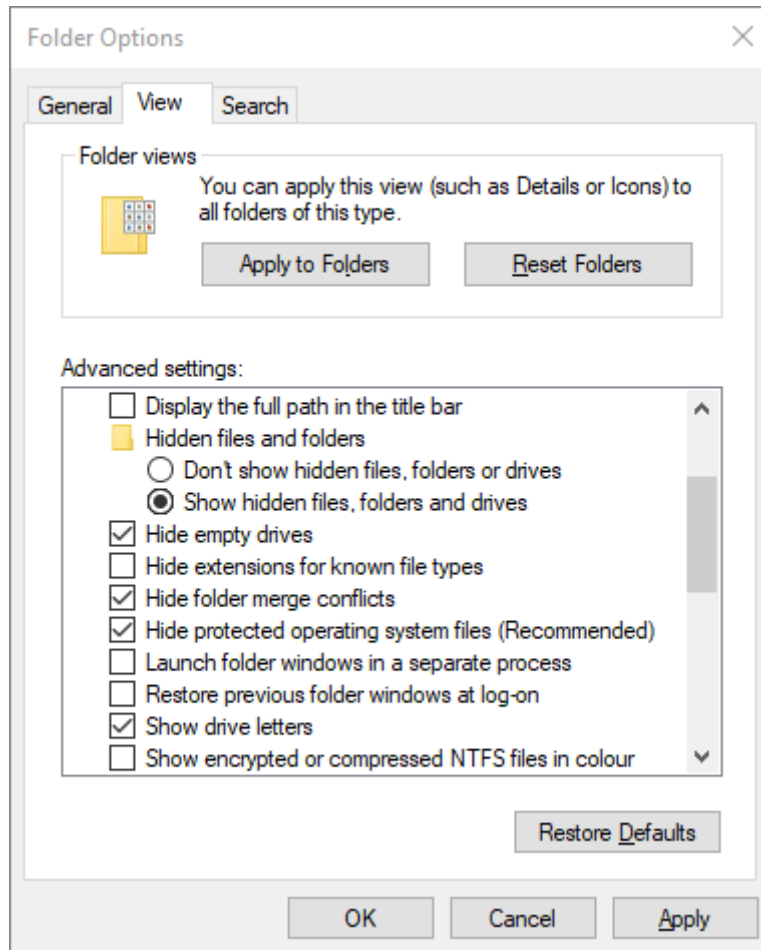 Folder Options
General View Search
Folder views
You can apply this view (such as Details or Icons) to
all folders of this type.
Apply to Folders Reset Folders
Advanced settings:
Display the full path in the title bar
Hidden files and folders
Don't show hidden files, folders or drives
Show hidden files, folders and drives
Hide empty drives
Hide extensions for known file types
Hide folder merge conflicts
Hide protected operating system files (Recommended)
Launch folder windows in a separate process
Restore previous folder windows at log-on
Show drive letters
Show encrypted or compressed NTFS files in colour
Restore Defaults
OK Cancel Apply